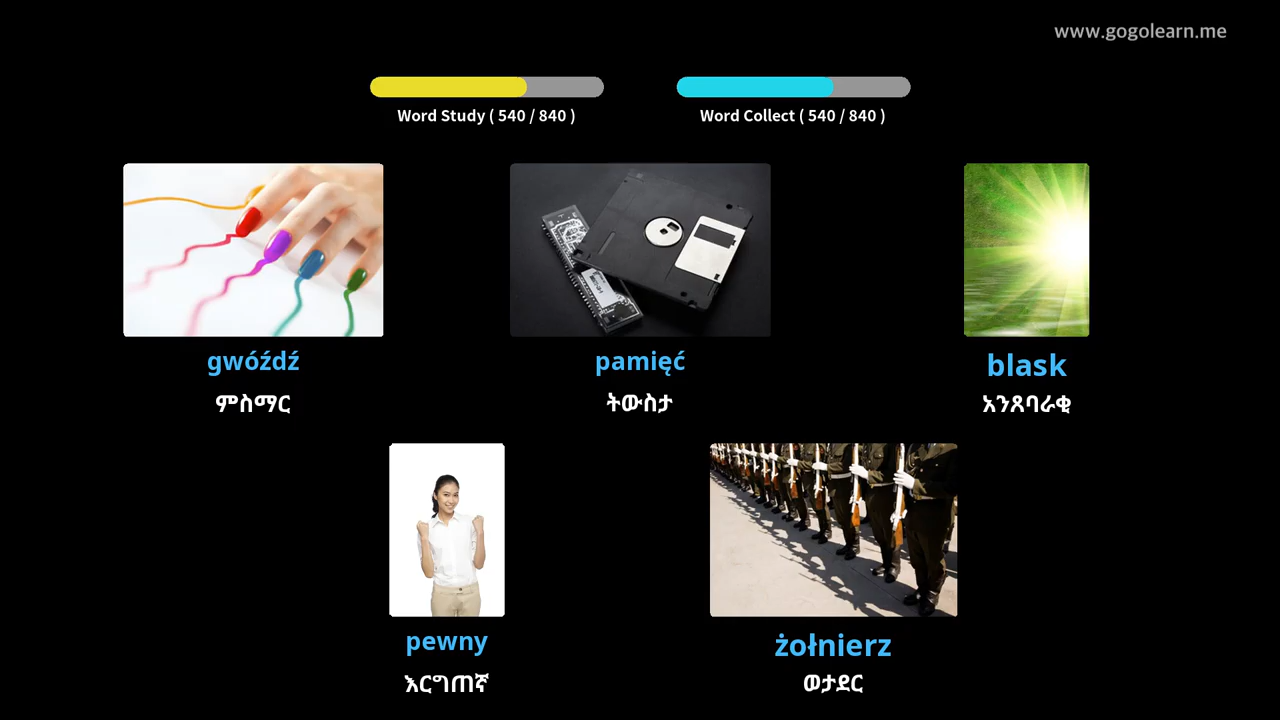 www.gogolearn.me
Word Study ( 540 / 840 )
Word Collect ( 540 / 840 )
gwóźdź
ምስማር
pamięć
ትውስታ
blask
አንጸባራቂ
pewny
እርግጠኛ
żołnierz
ወታደር